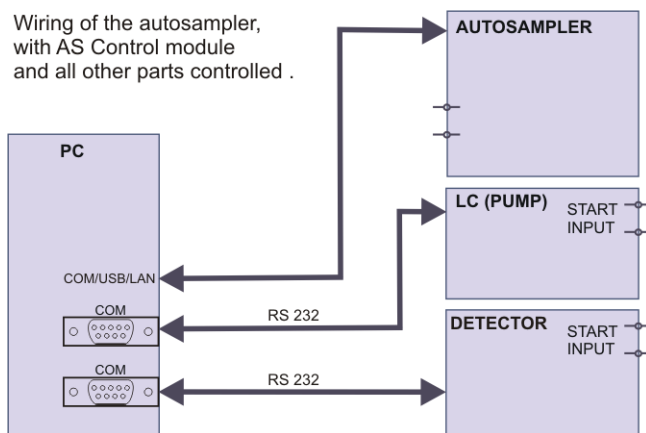 Wiring of the autosampler,
with AS Control module
and all other parts controlled .
AUTOSAMPLER
PC
LC (PUMP)
START
INPUT
COM/USB/LAN
COM
RS 232
DETECTOR
START
INPUT
COM
RS 232